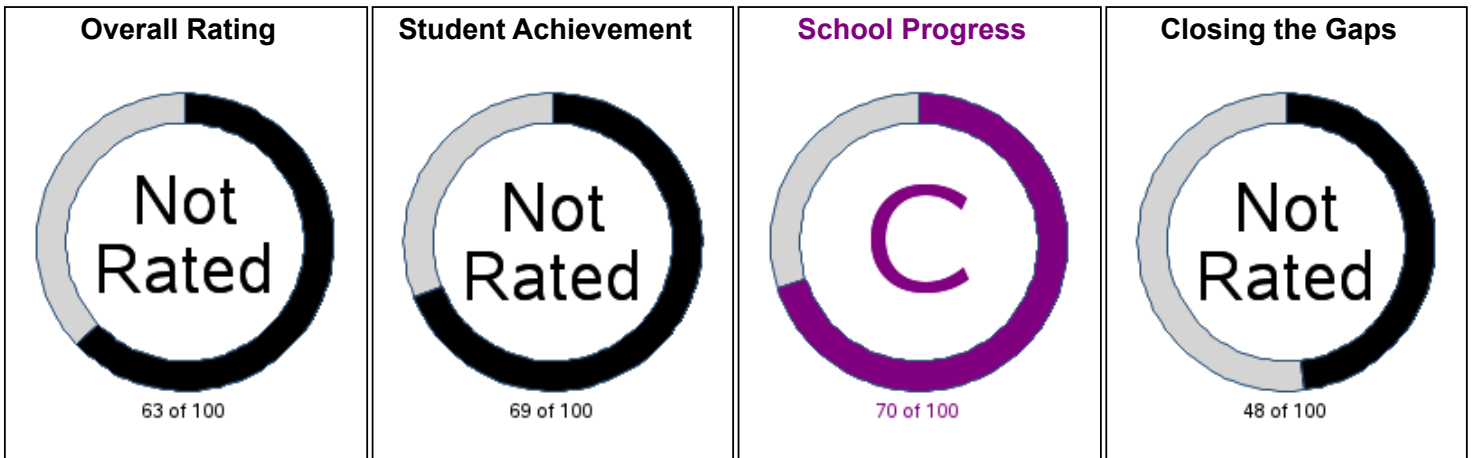 Overall Rating
Not
Rated
63 of 100
Student Achievement
Not
Rated
69 of 100
School Progress
C
70 of 100
Closing the Gaps
Not
Rated
48 of 100